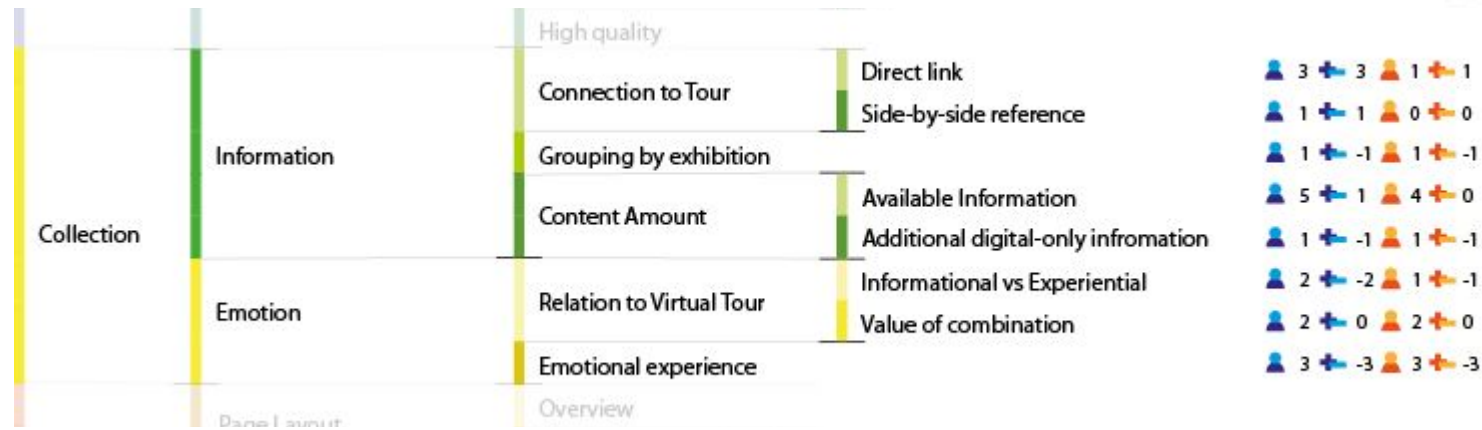 High quality
Direct link 3 3 1 1
Connection to Tour
Side-by-side reference 1 1 0 0
Information Grouping by exhibition 1 -1 1 -1
Available Information 5 1 4 0
Content Amount
Collection
Additional digital-only infromation 1 -1 1 -1
Informational vs Experiential 2 -2 1 -1
Relation to Virtual Tour
Emotion
Value of combination 2 0 2 0
Emotional experience 3 -3 3 -3
Overview
Page Layout